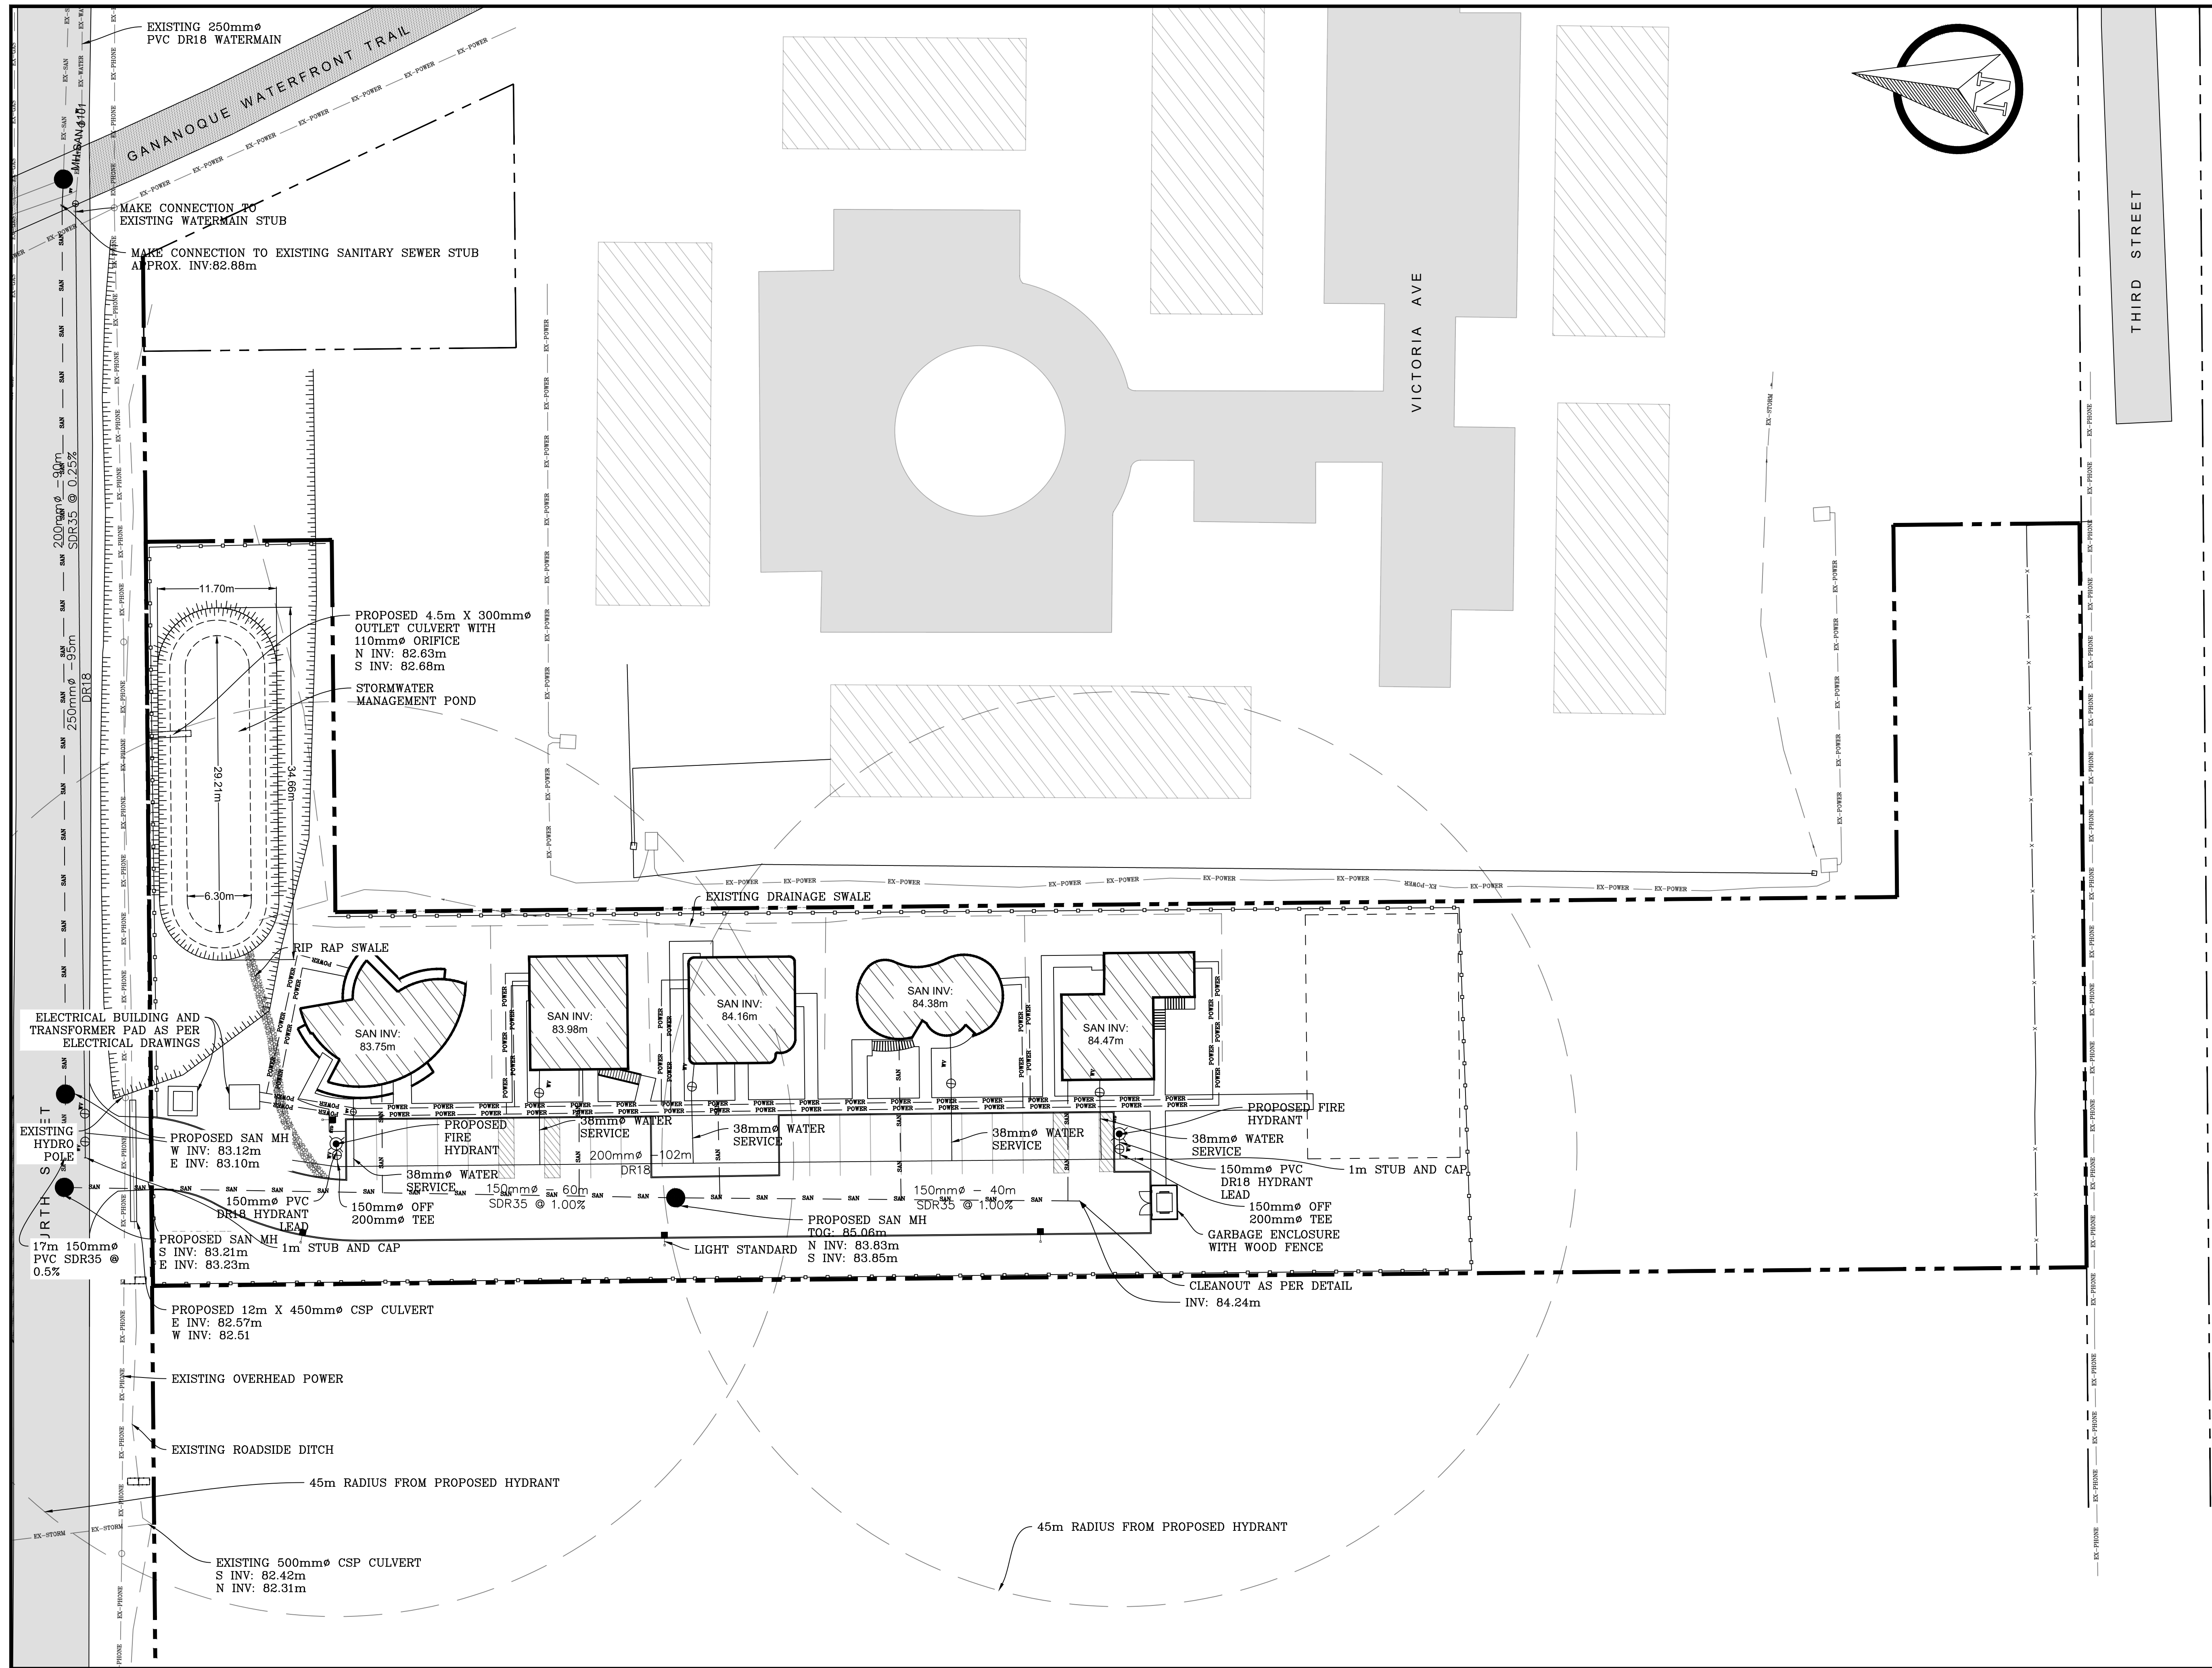 EXISTING 250mmø
PVC DR18 WATERMAIN
GANANOQUE WATERFRONT TRAIL
MAKE CONNECTION TO
EXISTING WATERMAIN STUB
MAKE CONNECTION TO EXISTING SANITARY SEWER STUB
APPROX. INV:82.88m
N
VICTORIA AVE
THIRD STREET
200mmø -90m
SDR35 @ 0.25%
250mmø -95m
DR18
11.70m
29.21m
34.66m
6.30m
PROPOSED 4.5m X 300mmø
OUTLET CULVERT WITH
110mmø ORIFICE
N INV: 82.63m
S INV: 82.68m
STORMWATER
MANAGEMENT POND
EXISTING DRAINAGE SWALE
RIP RAP SWALE
ELECTRICAL BUILDING AND
TRANSFORMER PAD AS PER
ELECTRICAL DRAWINGS
SAN INV:
83.75m
SAN INV:
83.98m
SAN INV:
84.16m
SAN INV:
84.38m
SAN INV:
84.47m
EXISTING
HYDRO
POLE
PROPOSED SAN MH
W INV: 83.12m
E INV: 83.10m
PROPOSED
FIRE
HYDRANT
38mmø WATER
SERVICE
38mmø WATER
SERVICE
38mmø WATER
SERVICE
38mmø WATER
SERVICE
38mmø WATER
SERVICE
PROPOSED FIRE
HYDRANT
200mmø -102m
DR18
150mmø - 60m
SDR35 @ 1.00%
150mmø - 40m
SDR35 @ 1.00%
150mmø PVC
DR18 HYDRANT
LEAD
150mmø OFF
200mmø TEE
150mmø PVC
DR18 HYDRANT
LEAD
1m STUB AND CAP
150mmø OFF
200mmø TEE
PROPOSED SAN MH
TOG: 85.06m
N INV: 83.83m
S INV: 83.85m
GARBAGE ENCLOSURE
WITH WOOD FENCE
17m 150mmø
PVC SDR35 @
0.5%
PROPOSED SAN MH
S INV: 83.21m
E INV: 83.23m
1m STUB AND CAP
LIGHT STANDARD
CLEANOUT AS PER DETAIL
INV: 84.24m
PROPOSED 12m X 450mmø CSP CULVERT
E INV: 82.57m
W INV: 82.51
EXISTING OVERHEAD POWER
EXISTING ROADSIDE DITCH
45m RADIUS FROM PROPOSED HYDRANT
45m RADIUS FROM PROPOSED HYDRANT
EX-STORM
EX-STORM
EXISTING 500mmø CSP CULVERT
S INV: 82.42m
N INV: 82.31m